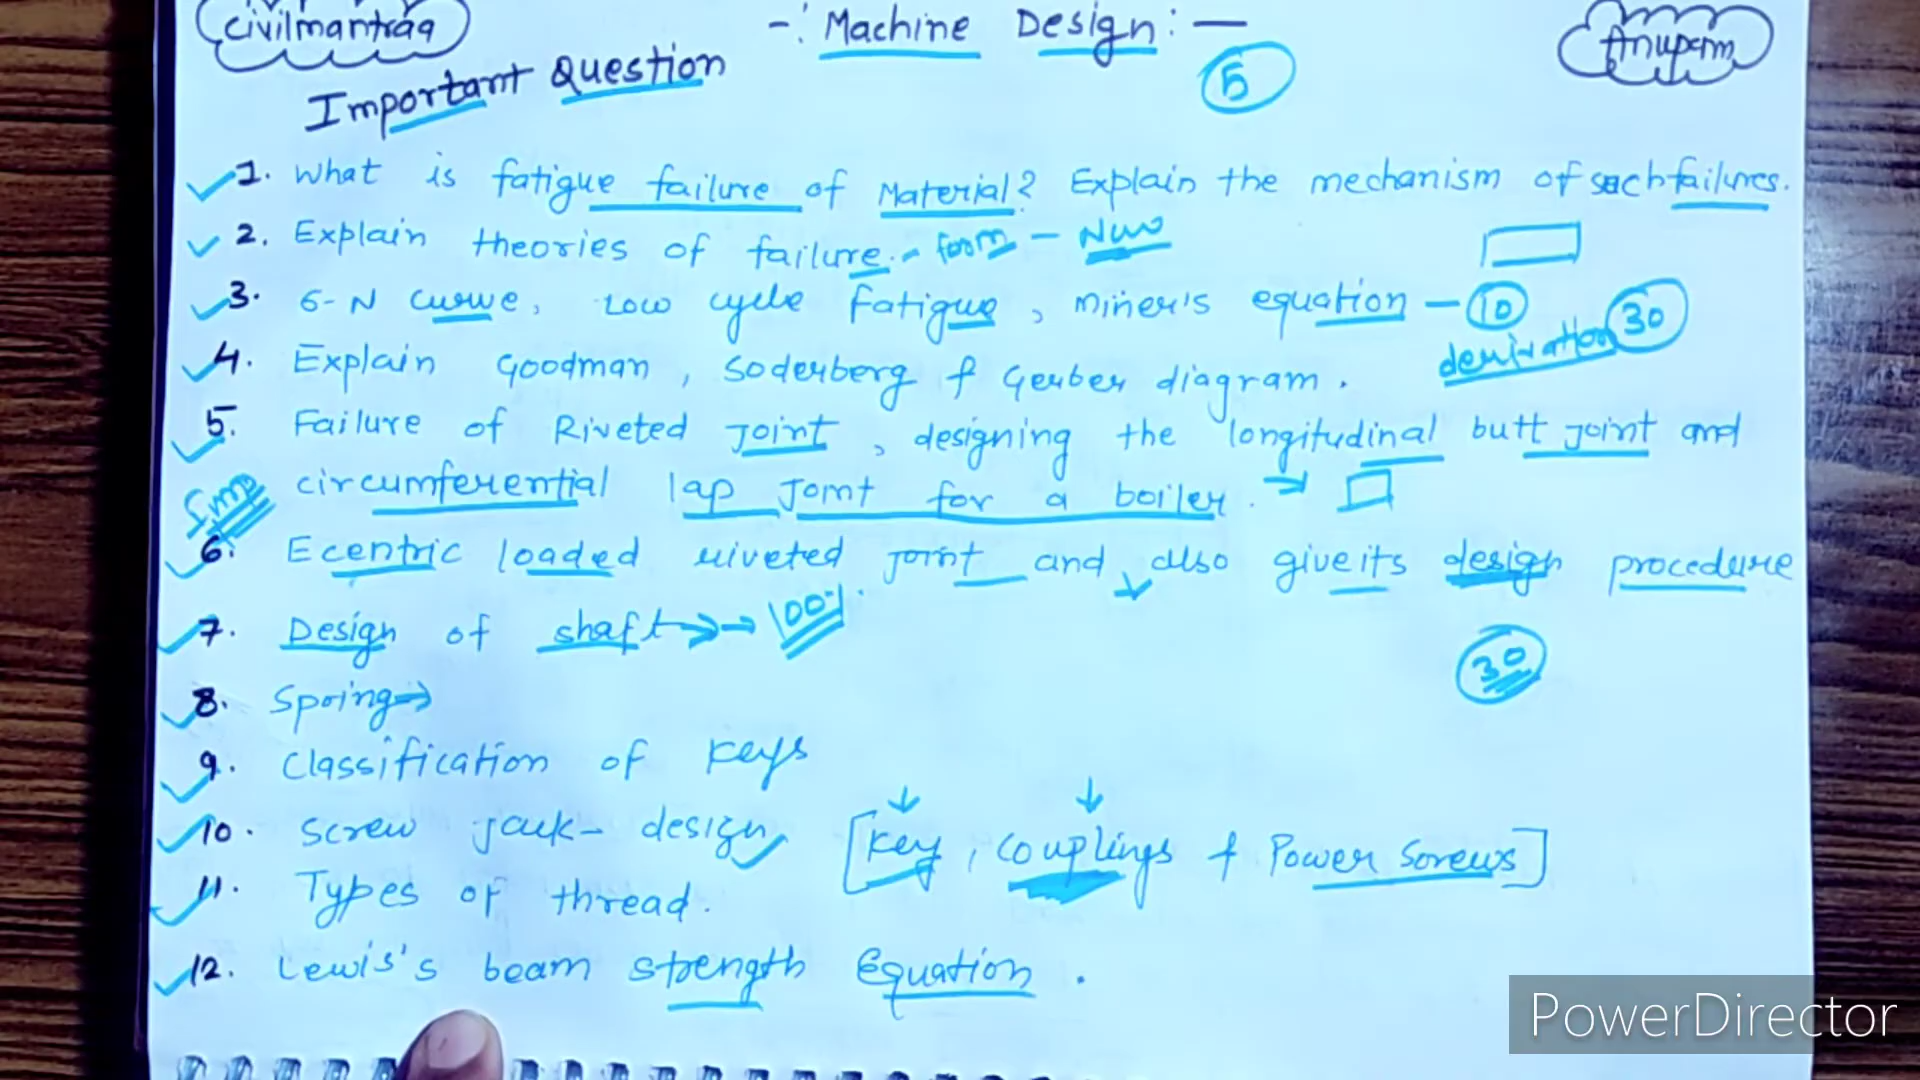 Civilmantraa
-: Machine Design: —
Anupam
Important Question
5
1. What is fatigue failure of Material? Explain the mechanism of such failures.
2. Explain theories of failure. - form -
3. 6-N Curve, Low cycle Fatigue, Miner's equation — 10
derivation 30
4. Explain Goodman, Soderberg & Gerber diagram.
5. Failure of Riveted Joint, designing the longitudinal butt joint and
Imp circumferential lap Joint for a boiler. →
6. Ecentric loaded riveted joint and also give its design procedure
7. Design of shaft →→ 100%.
30
8. Spring→
9. Classification of keys
10. Screw jack - design [Key, Couplings & Power Screws]
11. Types of thread.
12. Lewis's beam strength Equation.
PowerDirector